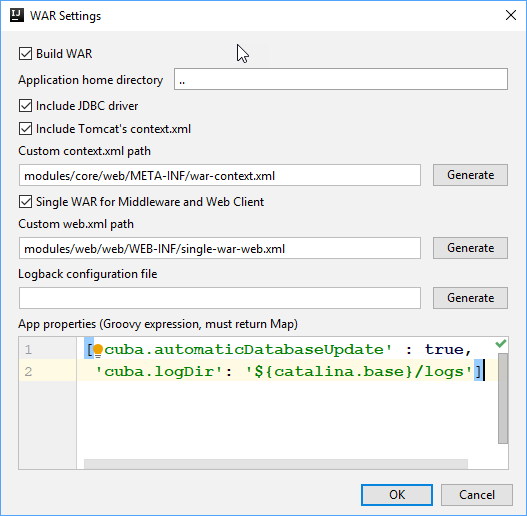 WAR Settings
Build WAR
Application home directory ..
Include JDBC driver
Include Tomcat's context.xml
Custom context.xml path
modules/core/web/META-INF/war-context.xml Generate
Single WAR for Middleware and Web Client
Custom web.xml path
modules/web/web/WEB-INF/single-war-web.xml Generate
Logback configuration file
Generate
App properties (Groovy expression, must return Map)
1 [cuba.automaticDatabaseUpdate' : true,
2 'cuba.logDir': '${catalina.base}/logs']
OK Cancel